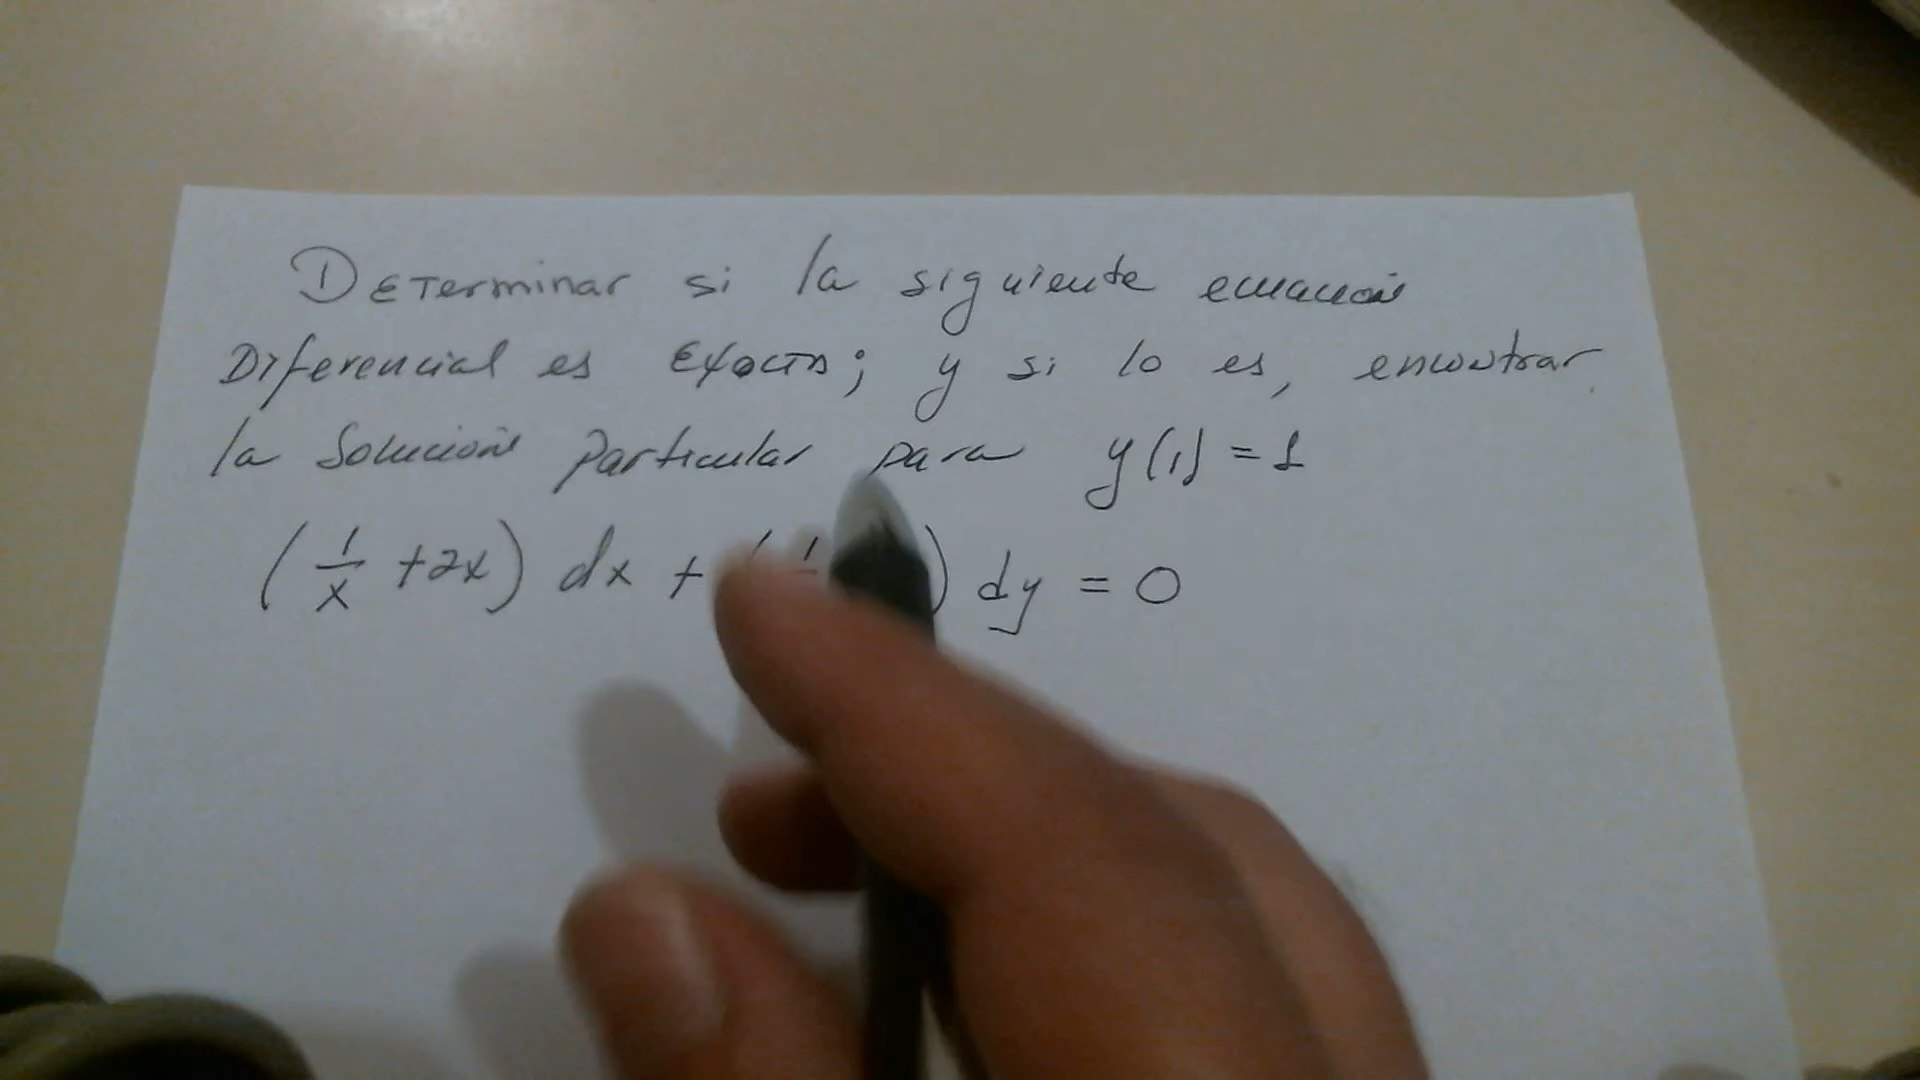 Determinar si la siguiente ecuación
Diferencial es Exacta; y si lo es, encontrar
la Solución particular para y(1) = 1
(1/x + 2x) dx + (1 ) dy = 0